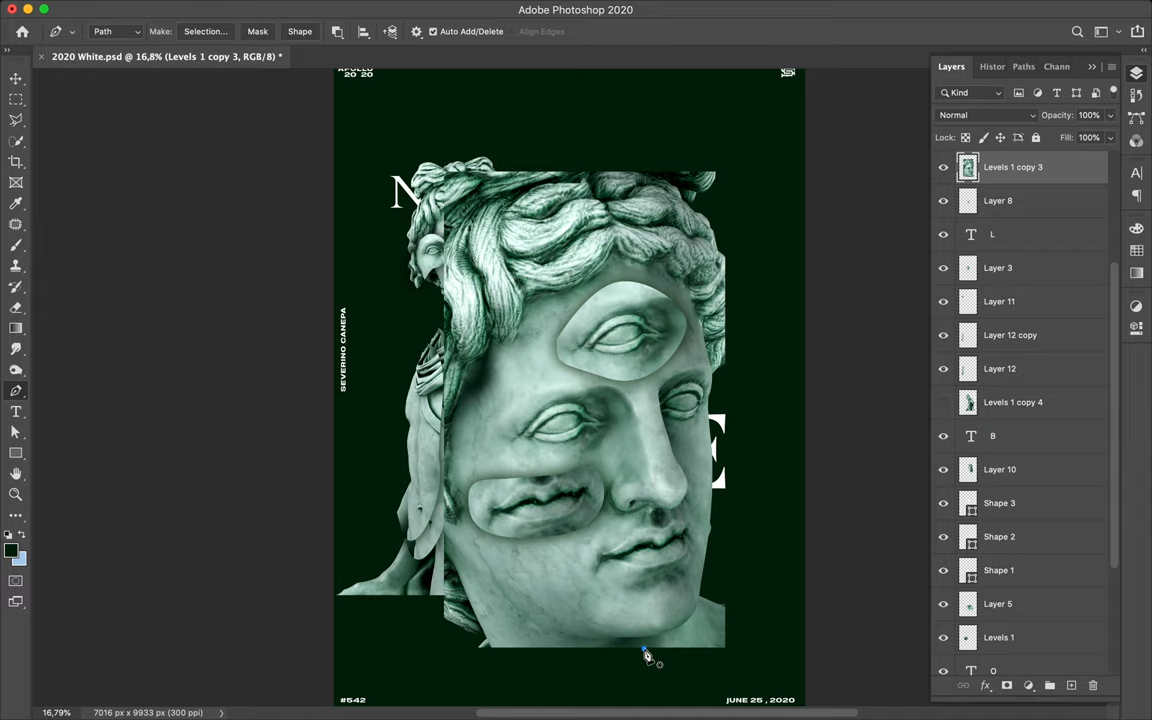 Adobe Photoshop 2020
Path
Make:
Selection...
Mask
Shape
Auto Add/Delete
Align Edges
2020 White.psd @ 16,8% (Levels 1 copy 3, RGB/8) *
Layers
Histor
Paths
Chann
Kind
Normal
Opacity: 100%
Lock:
Fill: 100%
Levels 1 copy 3
Layer 8
T L
Layer 3
Layer 11
Layer 12 copy
Layer 12
Levels 1 copy 4
T B
Layer 10
Shape 3
Shape 2
Shape 1
Layer 5
Levels 1
T O
APOLLO
20 20
N
SEVERINO CANEPA
E
#542
JUNE 25 , 2020
16,79%
7016 px x 9933 px (300 ppi)